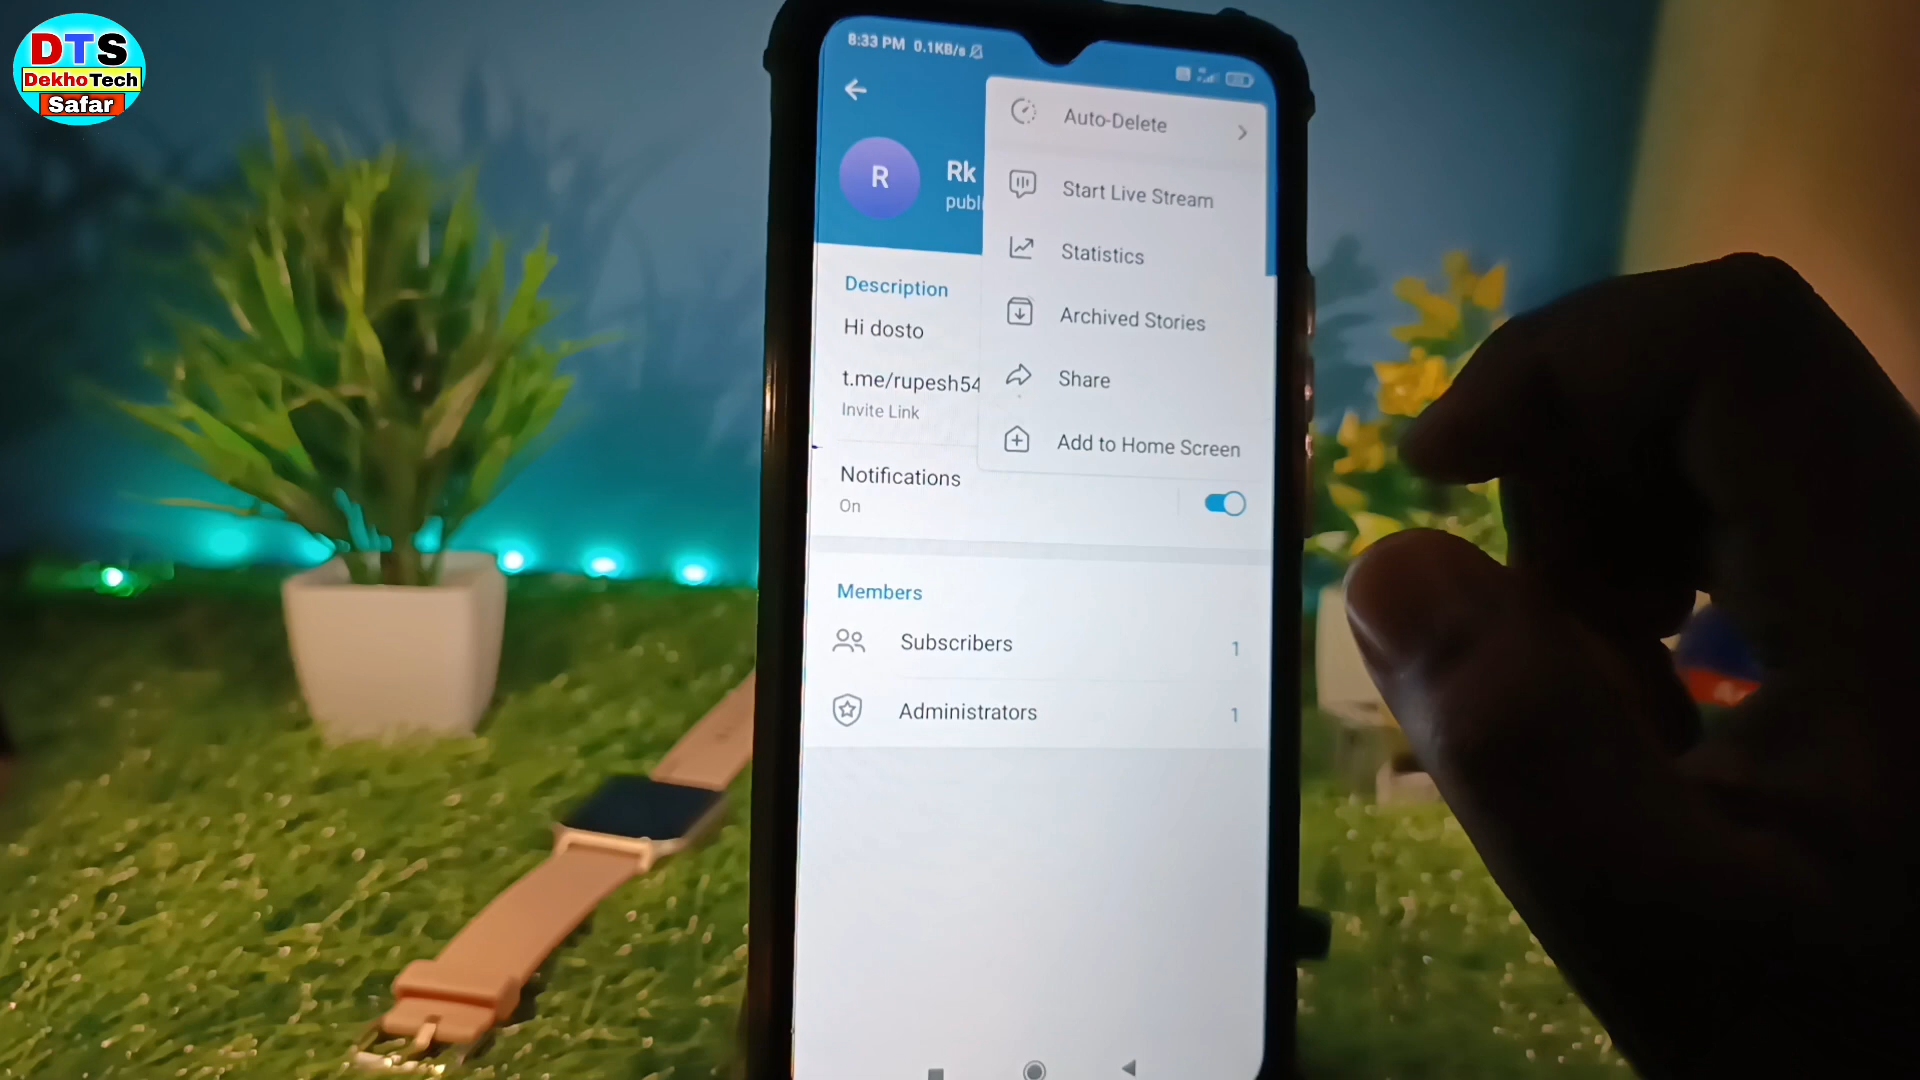 DTS
DekhoTech
Safar
8:33 PM 0.1KB/s
R
Rk
publ
Auto-Delete
Start Live Stream
Statistics
Archived Stories
Share
Add to Home Screen
Description
Hi dosto
t.me/rupesh54
Invite Link
Notifications
On
Members
Subscribers 1
Administrators 1